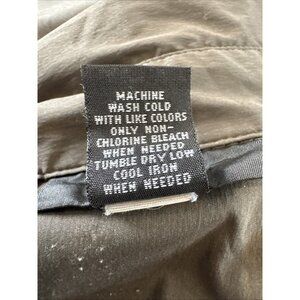 MACHINE
WASH COLD
WITH LIKE COLORS
ONLY NON-
CHLORINE BLEACH
WHEN NEEDED
TUMBLE DRY LOW
COOL IRON
WHEN NEEDED